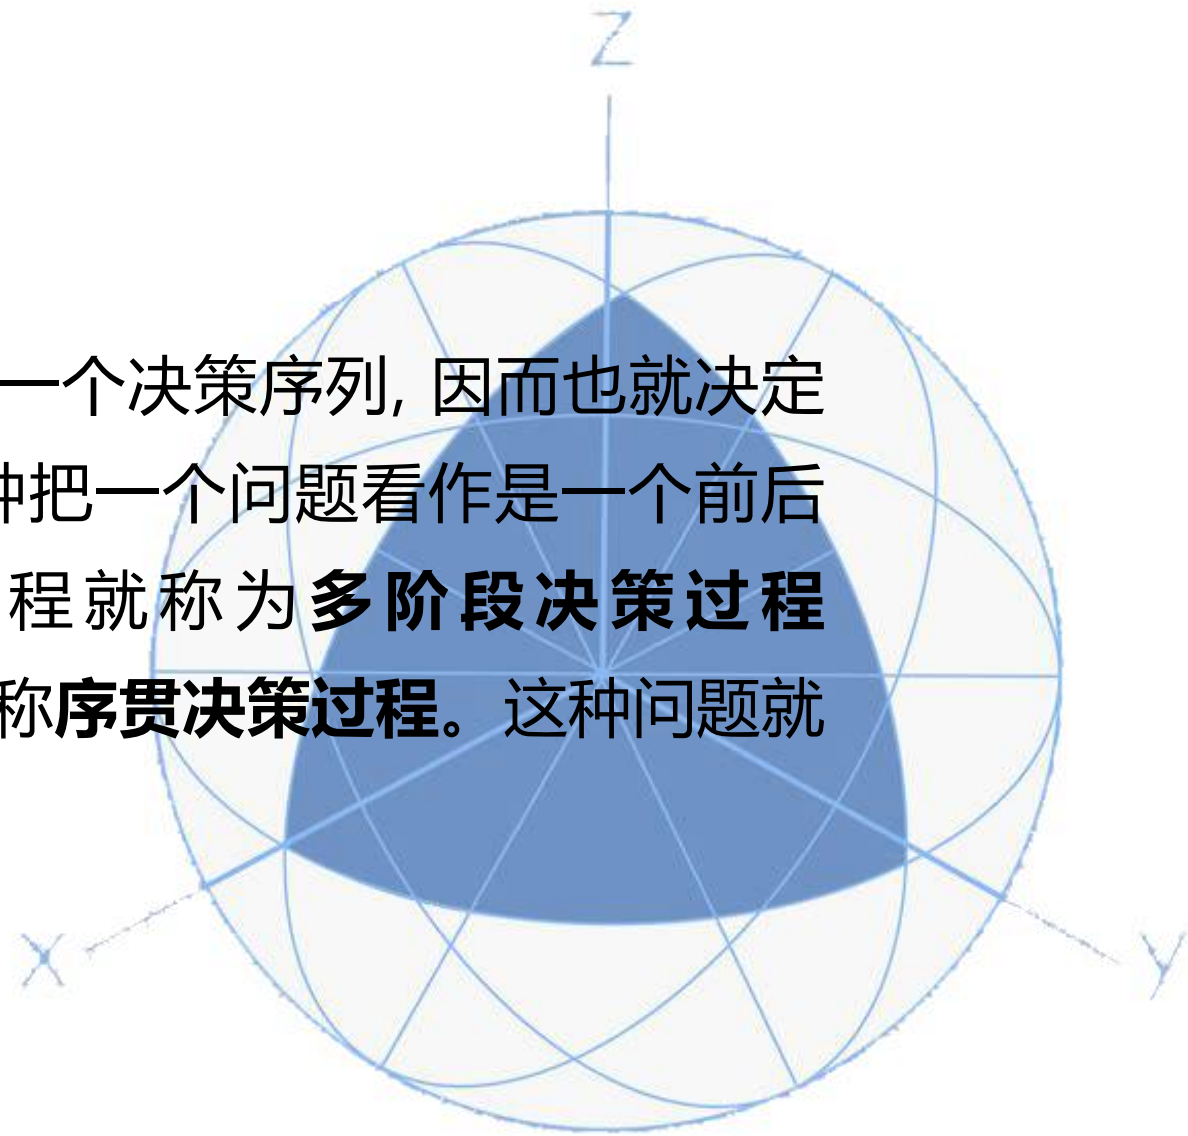 Z
一个决策序列, 因而也就决定
种把一个问题看作是一个前后
程就称为多阶段决策过程
称序贯决策过程。这种问题就
X Y